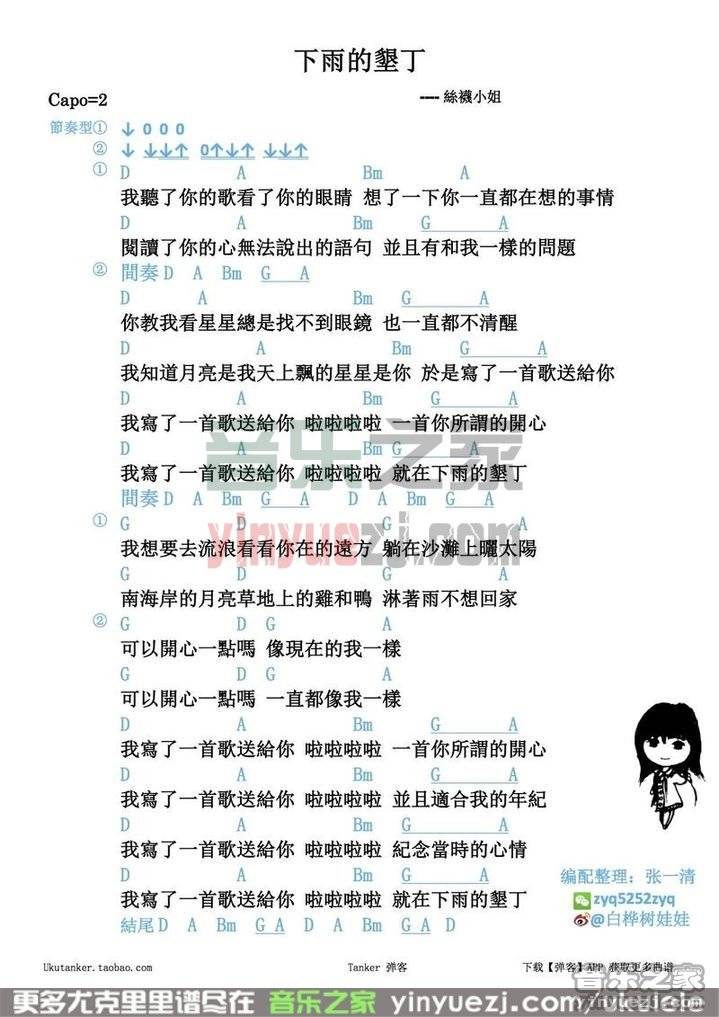 下雨的墾丁
Capo=2
---- 絲襪小姐
節奏型① ↓ 0 0 0
② ↓ ↓↓↑ 0↑↓↑ ↓↓↑
① D A Bm A
我聽了你的歌看了你的眼睛 想了一下你一直都在想的事情
D A Bm G A
閱讀了你的心無法說出的語句 並且有和我一樣的問題
② 間奏 D A Bm G A
D A Bm G A
你教我看星星總是找不到眼鏡 也一直都不清醒
D A Bm G A
我知道月亮是我天上飄的星星是你 於是寫了一首歌送給你
D A Bm G A
我寫了一首歌送給你 啦啦啦啦 一首你所謂的開心
D A Bm G A
我寫了一首歌送給你 啦啦啦啦 就在下雨的墾丁
間奏 D A Bm G A D A Bm G A
① G D G A
我想要去流浪看看你在的遠方 躺在沙灘上曬太陽
G D G A
南海岸的月亮草地上的雞和鴨 淋著雨不想回家
② G D G A
可以開心一點嗎 像現在的我一樣
G D G A
可以開心一點嗎 一直都像我一樣
D A Bm G A
我寫了一首歌送給你 啦啦啦啦 一首你所謂的開心
D A Bm G A
我寫了一首歌送給你 啦啦啦啦 並且適合我的年紀
D A Bm G A
我寫了一首歌送給你 啦啦啦啦 紀念當時的心情
D A Bm G A
我寫了一首歌送給你 啦啦啦啦 就在下雨的墾丁
結尾 D A Bm G A D A Bm G A D
音乐之家
yinyuezj.com
编配整理：张一清
zyq5252zyq
@白桦树娃娃
Ukutanker.taobao.com
Tanker 弹客
下载【弹客】APP 获取更多曲谱
音乐之家
更多尤克里里谱尽在 音乐之家 yinyuezj.com